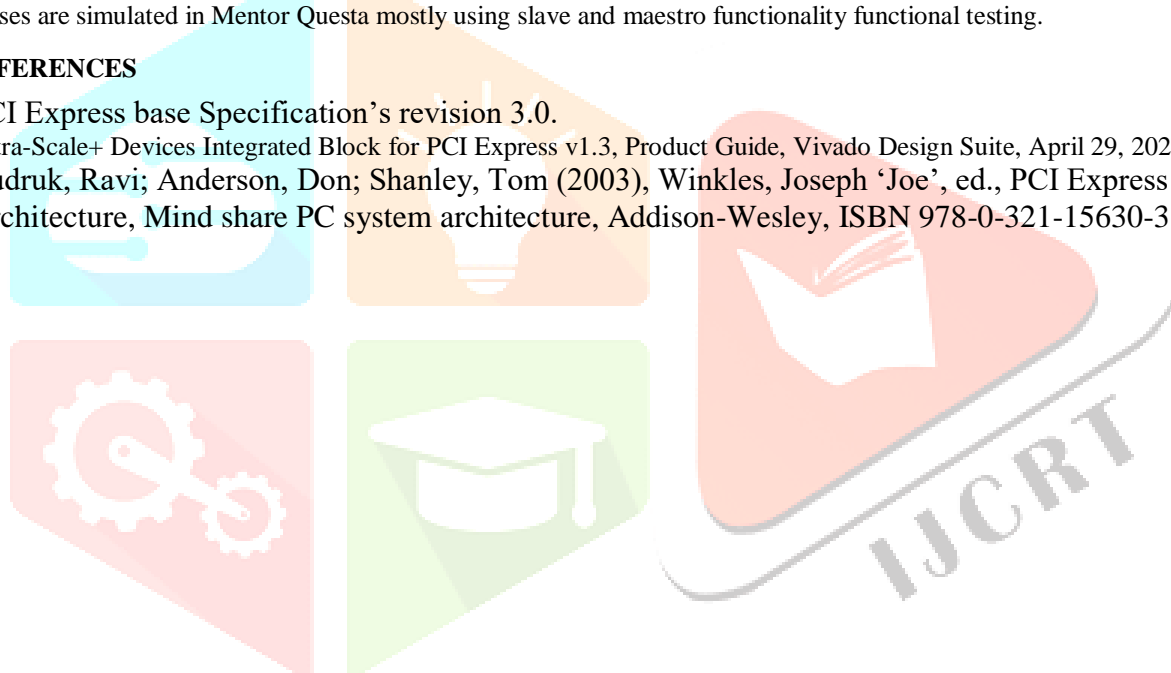 ses are simulated in Mentor Questa mostly using slave and maestro functionality functional testing.
FERENCES
CI Express base Specification’s revision 3.0.
tra-Scale+ Devices Integrated Block for PCI Express v1.3, Product Guide, Vivado Design Suite, April 29, 202
udruk, Ravi; Anderson, Don; Shanley, Tom (2003), Winkles, Joseph ‘Joe’, ed., PCI Express
rchitecture, Mind share PC system architecture, Addison-Wesley, ISBN 978-0-321-15630-3
IJCRT